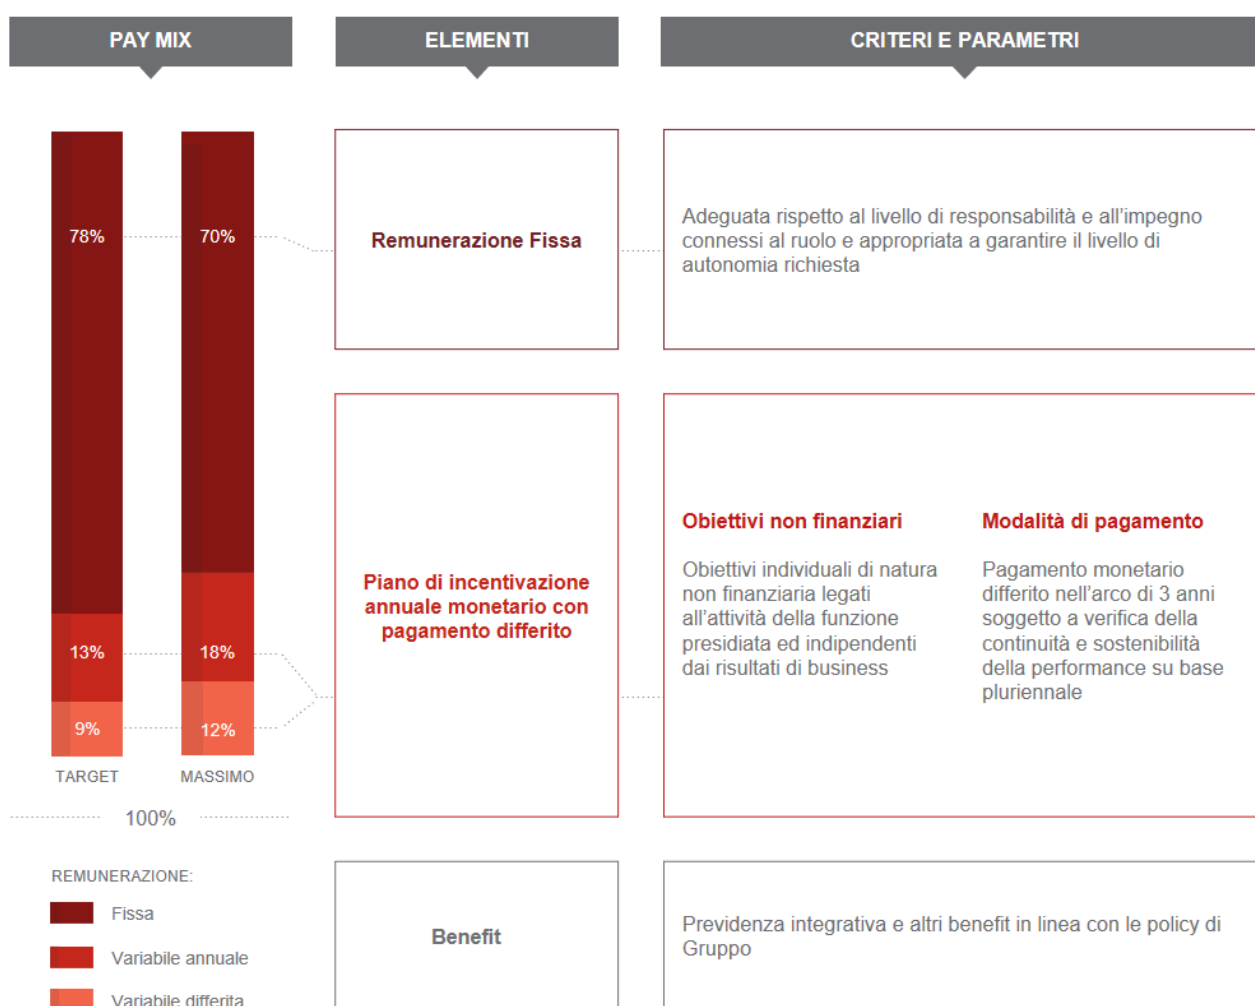 PAY MIX
ELEMENTI
CRITERI E PARAMETRI
78%
70%
13%
18%
9%
12%
TARGET
MASSIMO
100%
REMUNERAZIONE:
Fissa
Variabile annuale
Variabile differita
Remunerazione Fissa
Adeguata rispetto al livello di responsabilità e all'impegno
connessi al ruolo e appropriata a garantire il livello di
autonomia richiesta
Piano di incentivazione
annuale monetario con
pagamento differito
Obiettivi non finanziari
Obiettivi individuali di natura
non finanziaria legati
all'attività della funzione
presidiata ed indipendenti
dai risultati di business
Modalità di pagamento
Pagamento monetario
differito nell'arco di 3 anni
soggetto a verifica della
continuità e sostenibilità
della performance su base
pluriennale
Benefit
Previdenza integrativa e altri benefit in linea con le policy di
Gruppo